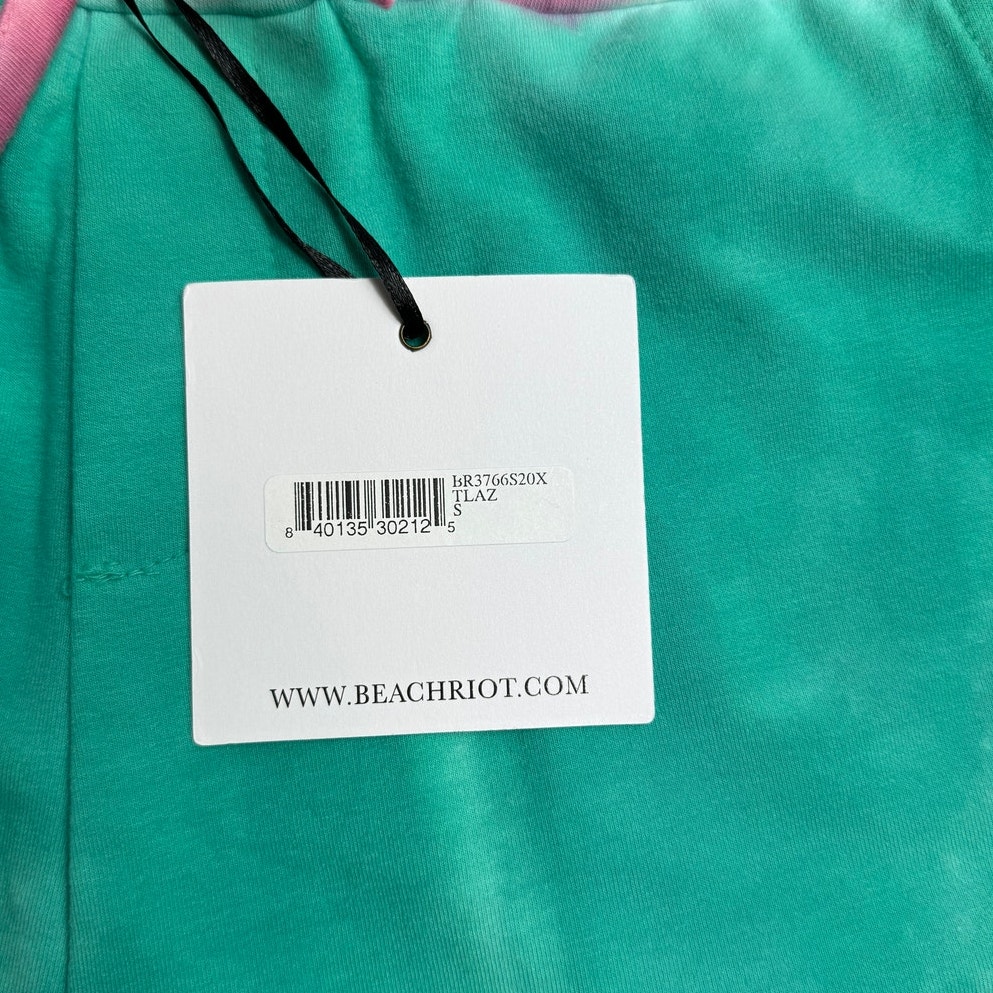 BR3766S20X
TLAZ
S
8 40135 30212 5
WWW.BEACHRIOT.COM